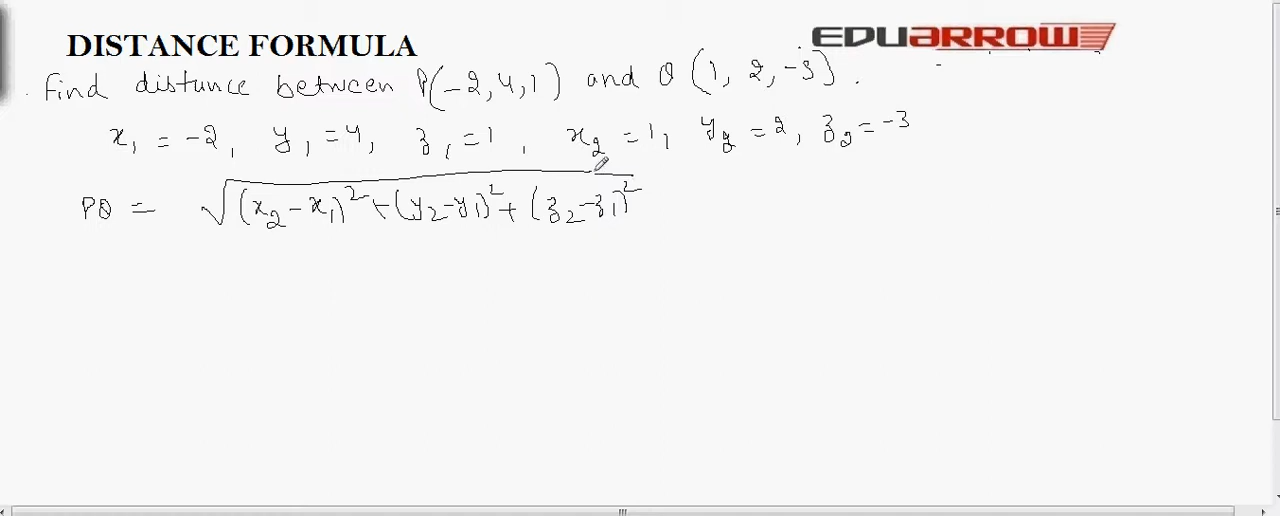 EDUARROW
DISTANCE FORMULA
Find distance between P(-2,4,1) and Q (1, 2, -3).
x₁ = -2, y₁ = 4, z₁ = 1, x₂ = 1, y₂ = 2, z₂ = -3
PQ = √(x₂ - x₁)² + (y₂ - y₁)² + (z₂ - z₁)²